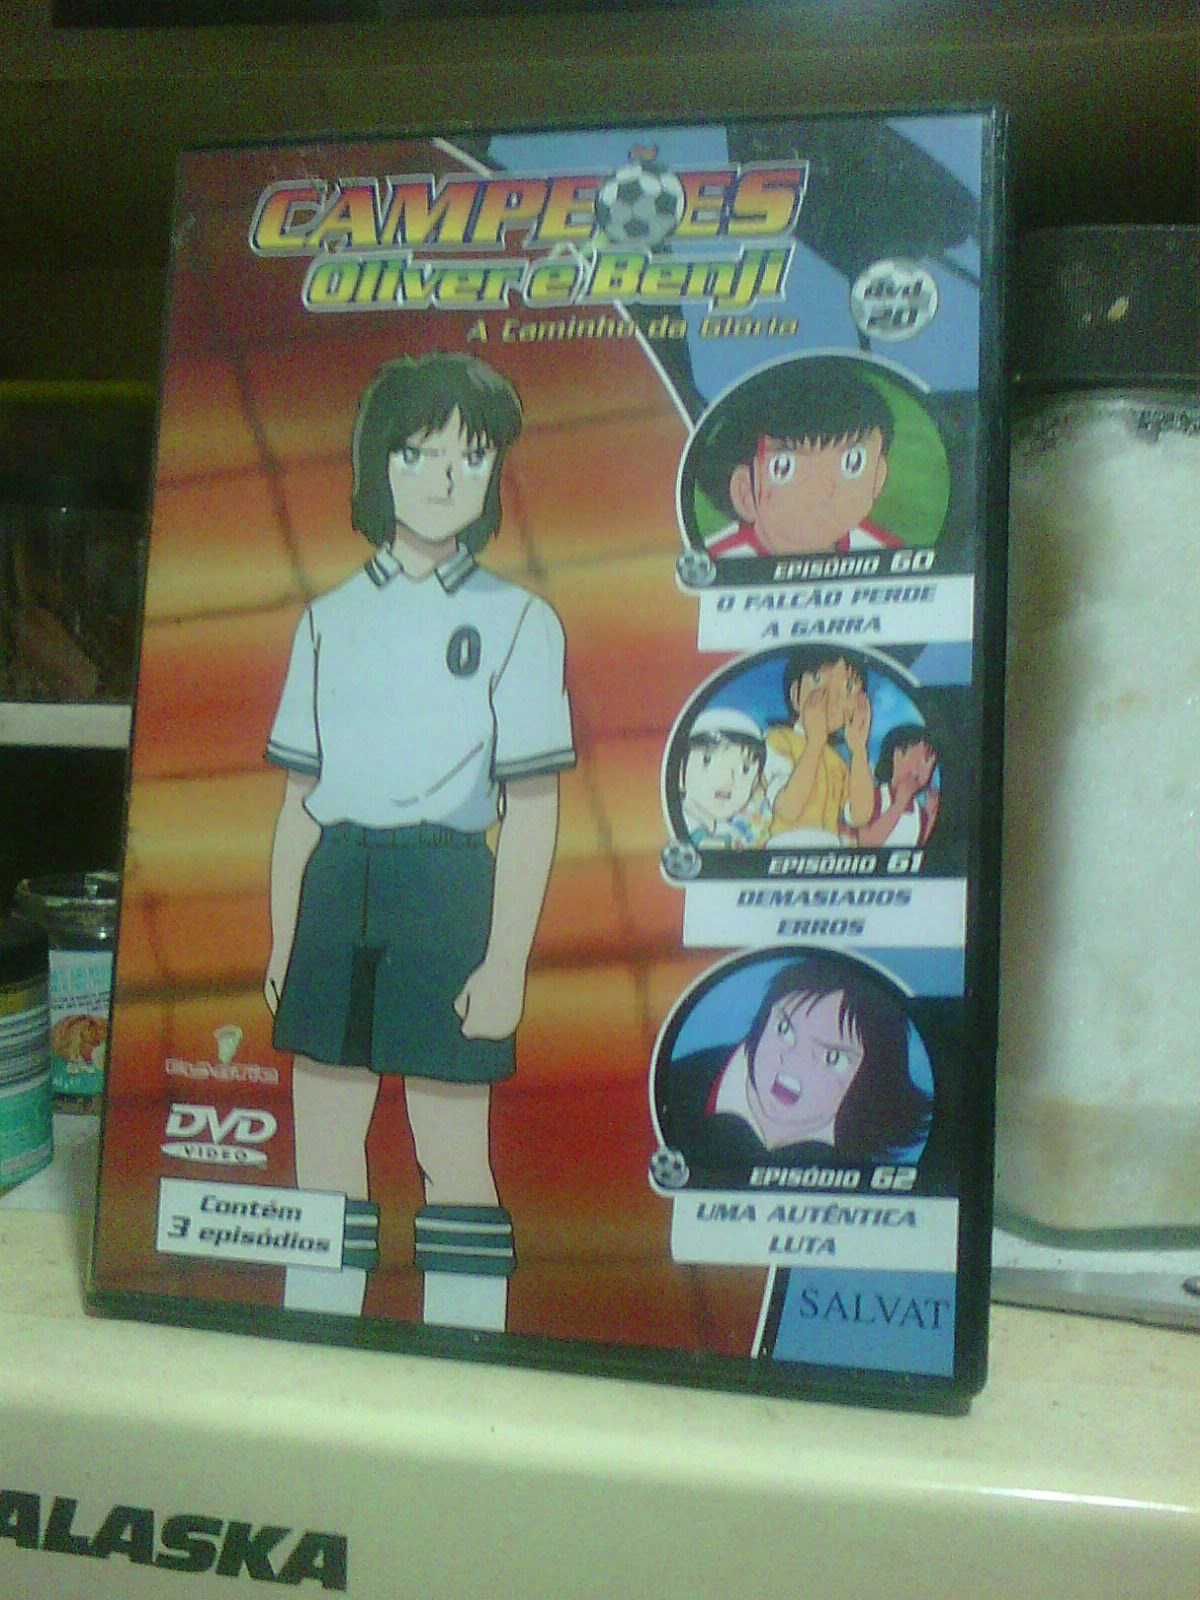 CAMPEÕES
Oliver e Benji
A Caminho da Glória
dvd
20
0
EPISÓDIO 60
O FALCÃO PERDE
A GARRA
EPISÓDIO 61
DEMASIADOS
ERROS
EPISÓDIO 62
UMA AUTÊNTICA
LUTA
DVD
VIDEO
Contém
3 episódios
SALVAT
ALASKA